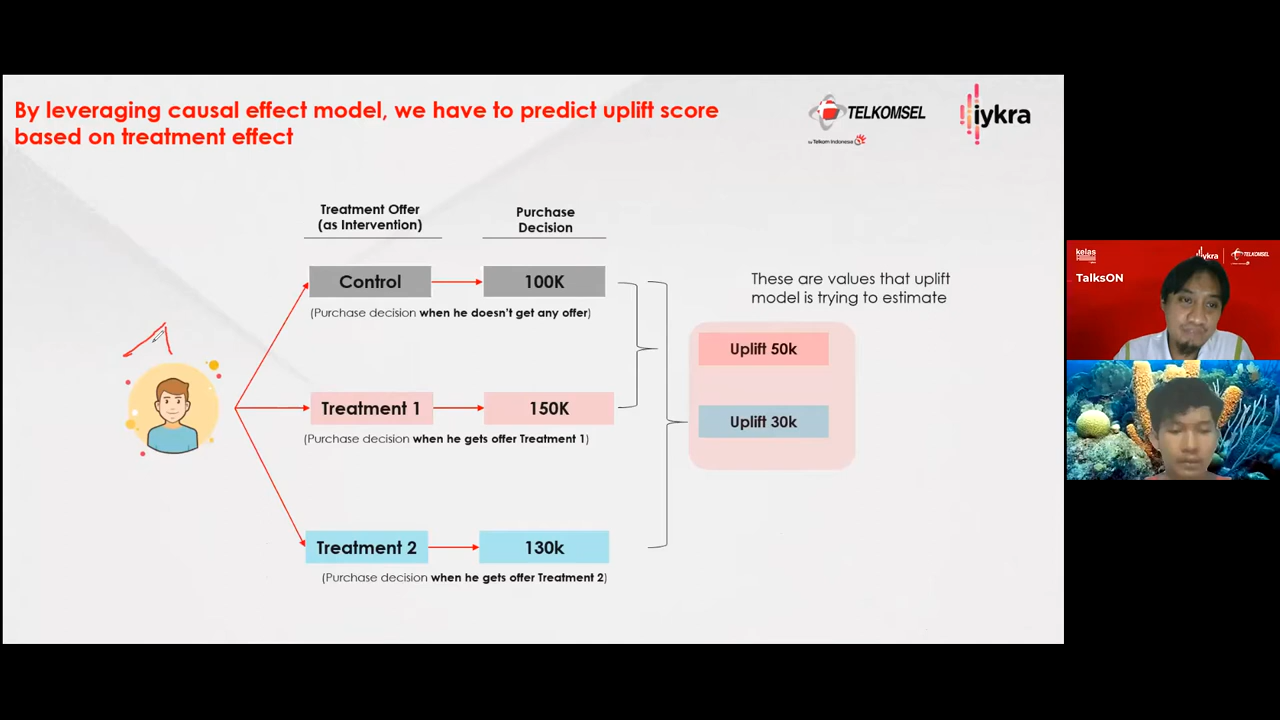 By leveraging causal effect model, we have to predict uplift score
based on treatment effect
TELKOMSEL
by Telkom Indonesia
iykra
Treatment Offer
(as Intervention)
Purchase
Decision
Control
100K
(Purchase decision when he doesn't get any offer)
Treatment 1
150K
(Purchase decision when he gets offer Treatment 1)
Treatment 2
130k
(Purchase decision when he gets offer Treatment 2)
These are values that uplift
model is trying to estimate
Uplift 50k
Uplift 30k
kelas
iykra
TELKOMSEL
TalksON